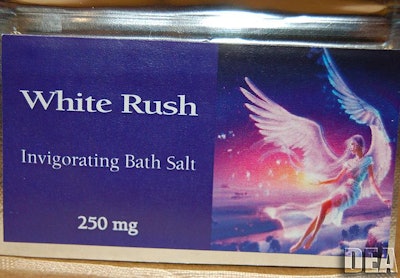 White Rush
Invigorating Bath Salt
250 mg
DEA